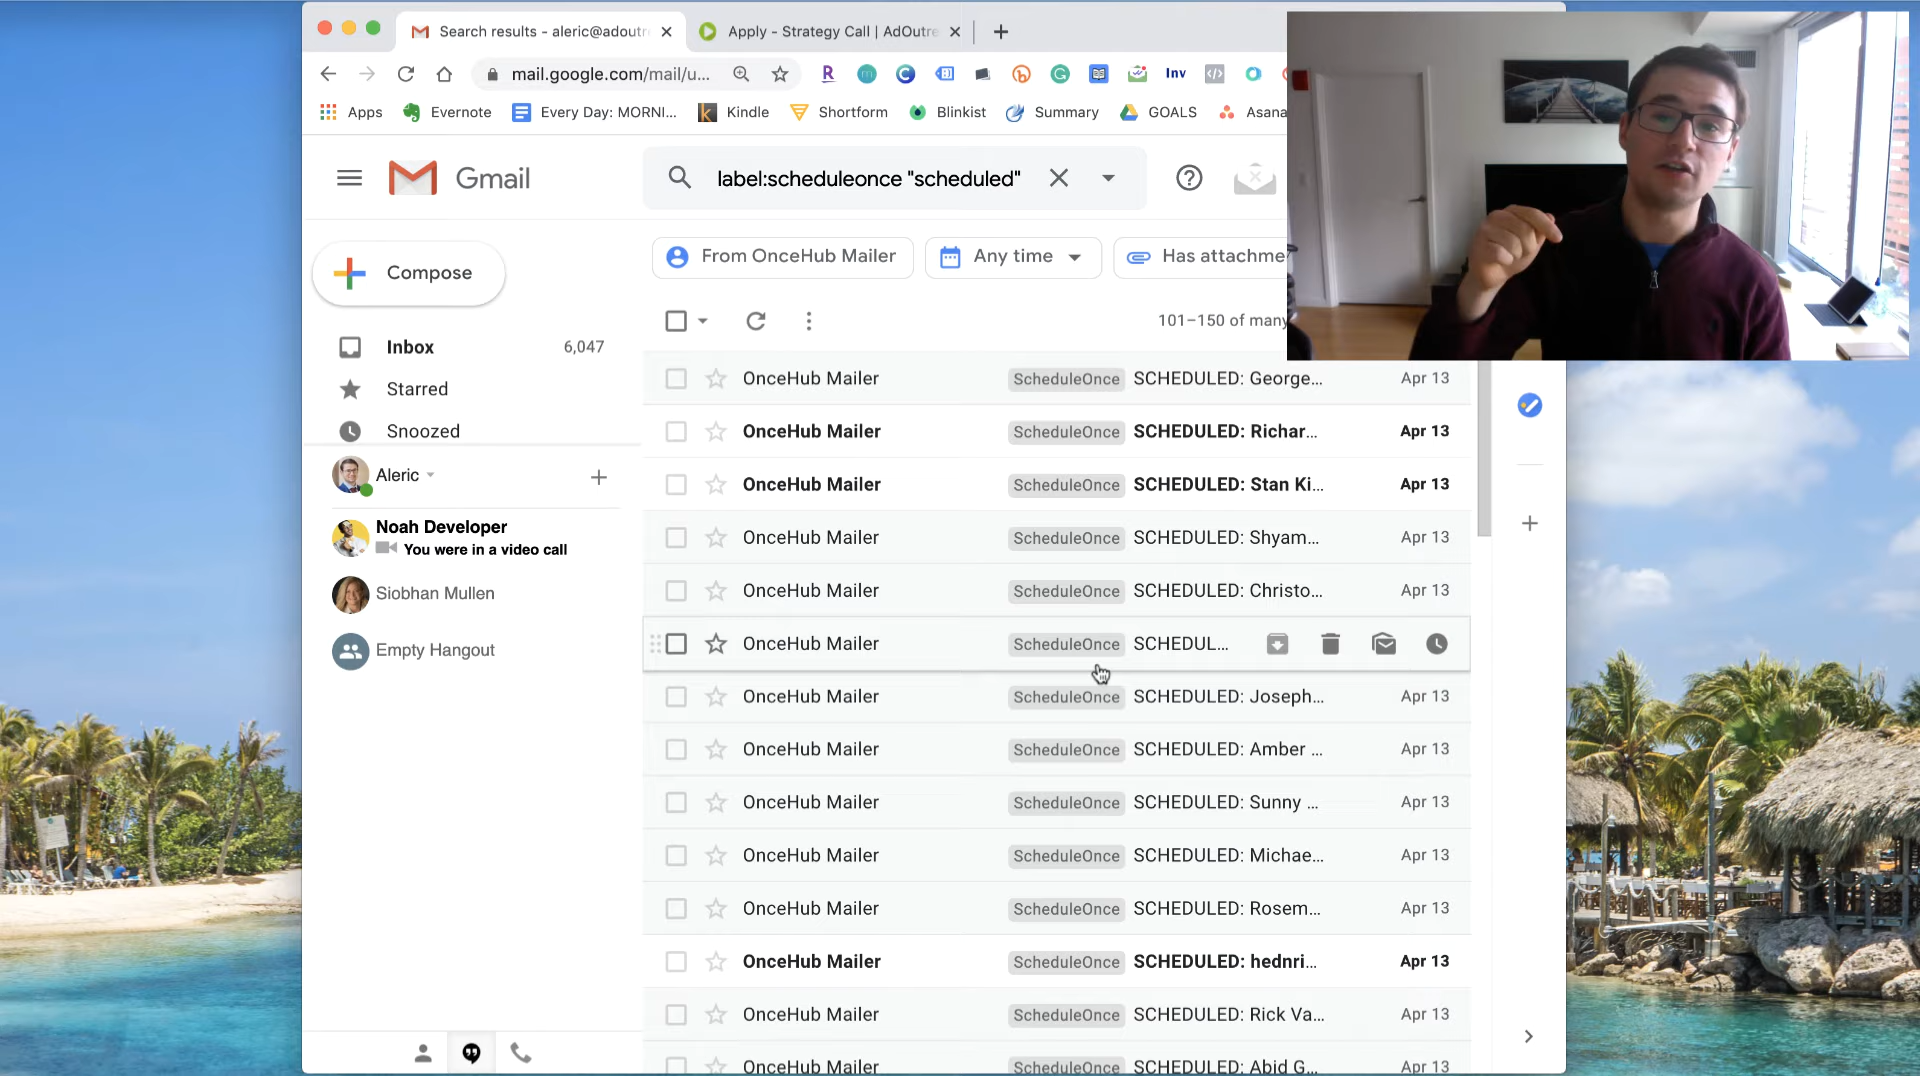 Search results - aleric@adoutr
Apply - Strategy Call | AdOutre
mail.google.com/mail/u...
Inv
Apps
Evernote
Every Day: MORNI...
Kindle
Shortform
Blinkist
Summary
GOALS
Asana
Gmail
label:scheduleonce "scheduled"
From OnceHub Mailer
Any time
Has attachme
Compose
101–150 of many
Inbox 6,047
Starred
Snoozed
Aleric
Noah Developer
You were in a video call
Siobhan Mullen
Empty Hangout
OnceHub Mailer ScheduleOnce SCHEDULED: George... Apr 13
OnceHub Mailer ScheduleOnce SCHEDULED: Richar... Apr 13
OnceHub Mailer ScheduleOnce SCHEDULED: Stan Ki... Apr 13
OnceHub Mailer ScheduleOnce SCHEDULED: Shyam... Apr 13
OnceHub Mailer ScheduleOnce SCHEDULED: Christo... Apr 13
OnceHub Mailer ScheduleOnce SCHEDUL...
OnceHub Mailer ScheduleOnce SCHEDULED: Joseph... Apr 13
OnceHub Mailer ScheduleOnce SCHEDULED: Amber ... Apr 13
OnceHub Mailer ScheduleOnce SCHEDULED: Sunny ... Apr 13
OnceHub Mailer ScheduleOnce SCHEDULED: Michae... Apr 13
OnceHub Mailer ScheduleOnce SCHEDULED: Rosem... Apr 13
OnceHub Mailer ScheduleOnce SCHEDULED: hednri... Apr 13
OnceHub Mailer ScheduleOnce SCHEDULED: Rick Va... Apr 13
OnceHub Mailer ScheduleOnce SCHEDULED: Abid G... Apr 13